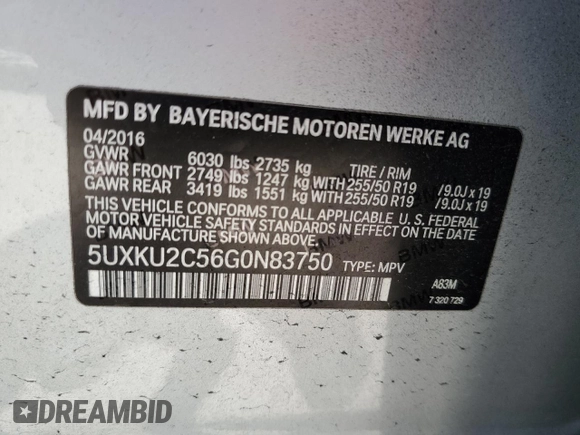 MFD BY BAYERISCHE MOTOREN WERKE AG
04/2016
GVWR 6030 lbs 2735 kg TIRE / RIM
GAWR FRONT 2749 lbs 1247 kg WITH 255/50 R19 /9.0J x 19
GAWR REAR 3419 lbs 1551 kg WITH 255/50 R19 /9.0J x 19
THIS VEHICLE CONFORMS TO ALL APPLICABLE U. S. FEDERAL
MOTOR VEHICLE SAFETY STANDARDS IN EFFECT ON THE DATE
OF MANUFACTURE SHOWN ABOVE.
5UXKU2C56G0N83750 TYPE: MPV
A83M
7 320 729
DREAMBID